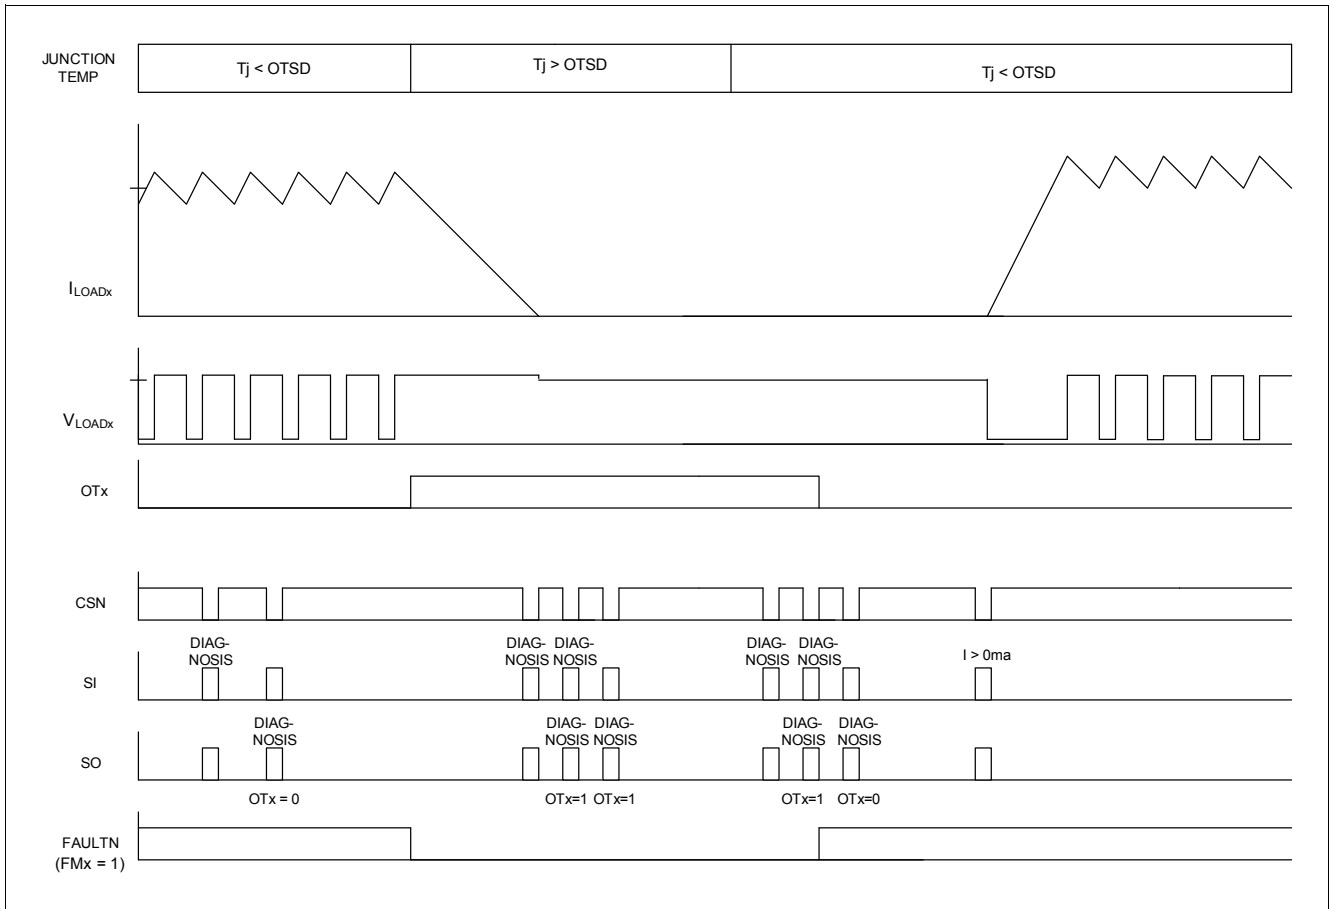 JUNCTION
TEMP
Tj < OTSD
Tj > OTSD
Tj < OTSD
ILOADx
VLOADx
OTx
CSN
DIAG-
NOSIS
DIAG-
NOSIS
DIAG-
NOSIS
DIAG-
NOSIS
DIAG-
NOSIS
I > 0ma
SI
DIAG-
NOSIS
DIAG-
NOSIS
DIAG-
NOSIS
DIAG-
NOSIS
DIAG-
NOSIS
SO
OTx = 0
OTx=1
OTx=1
OTx=1
OTx=0
FAULTN
(FMx = 1)